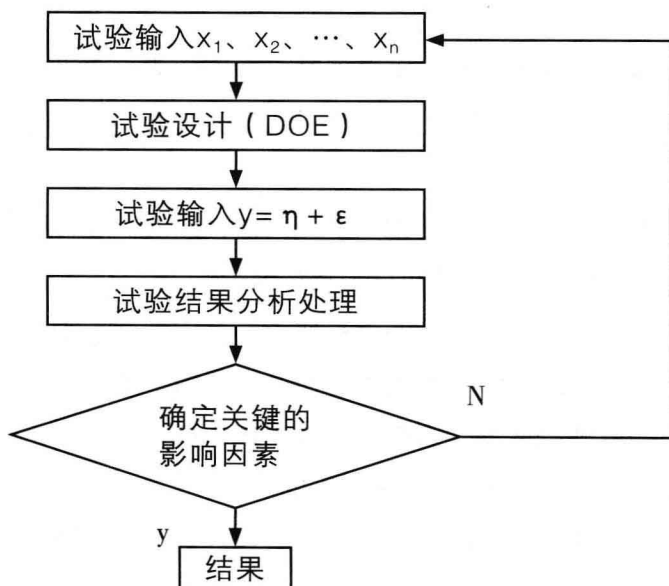 试验输入x₁、x₂、…、xₙ
试验设计（DOE）
试验输入y= η + ε
试验结果分析处理
确定关键的
影响因素
N
y
结果